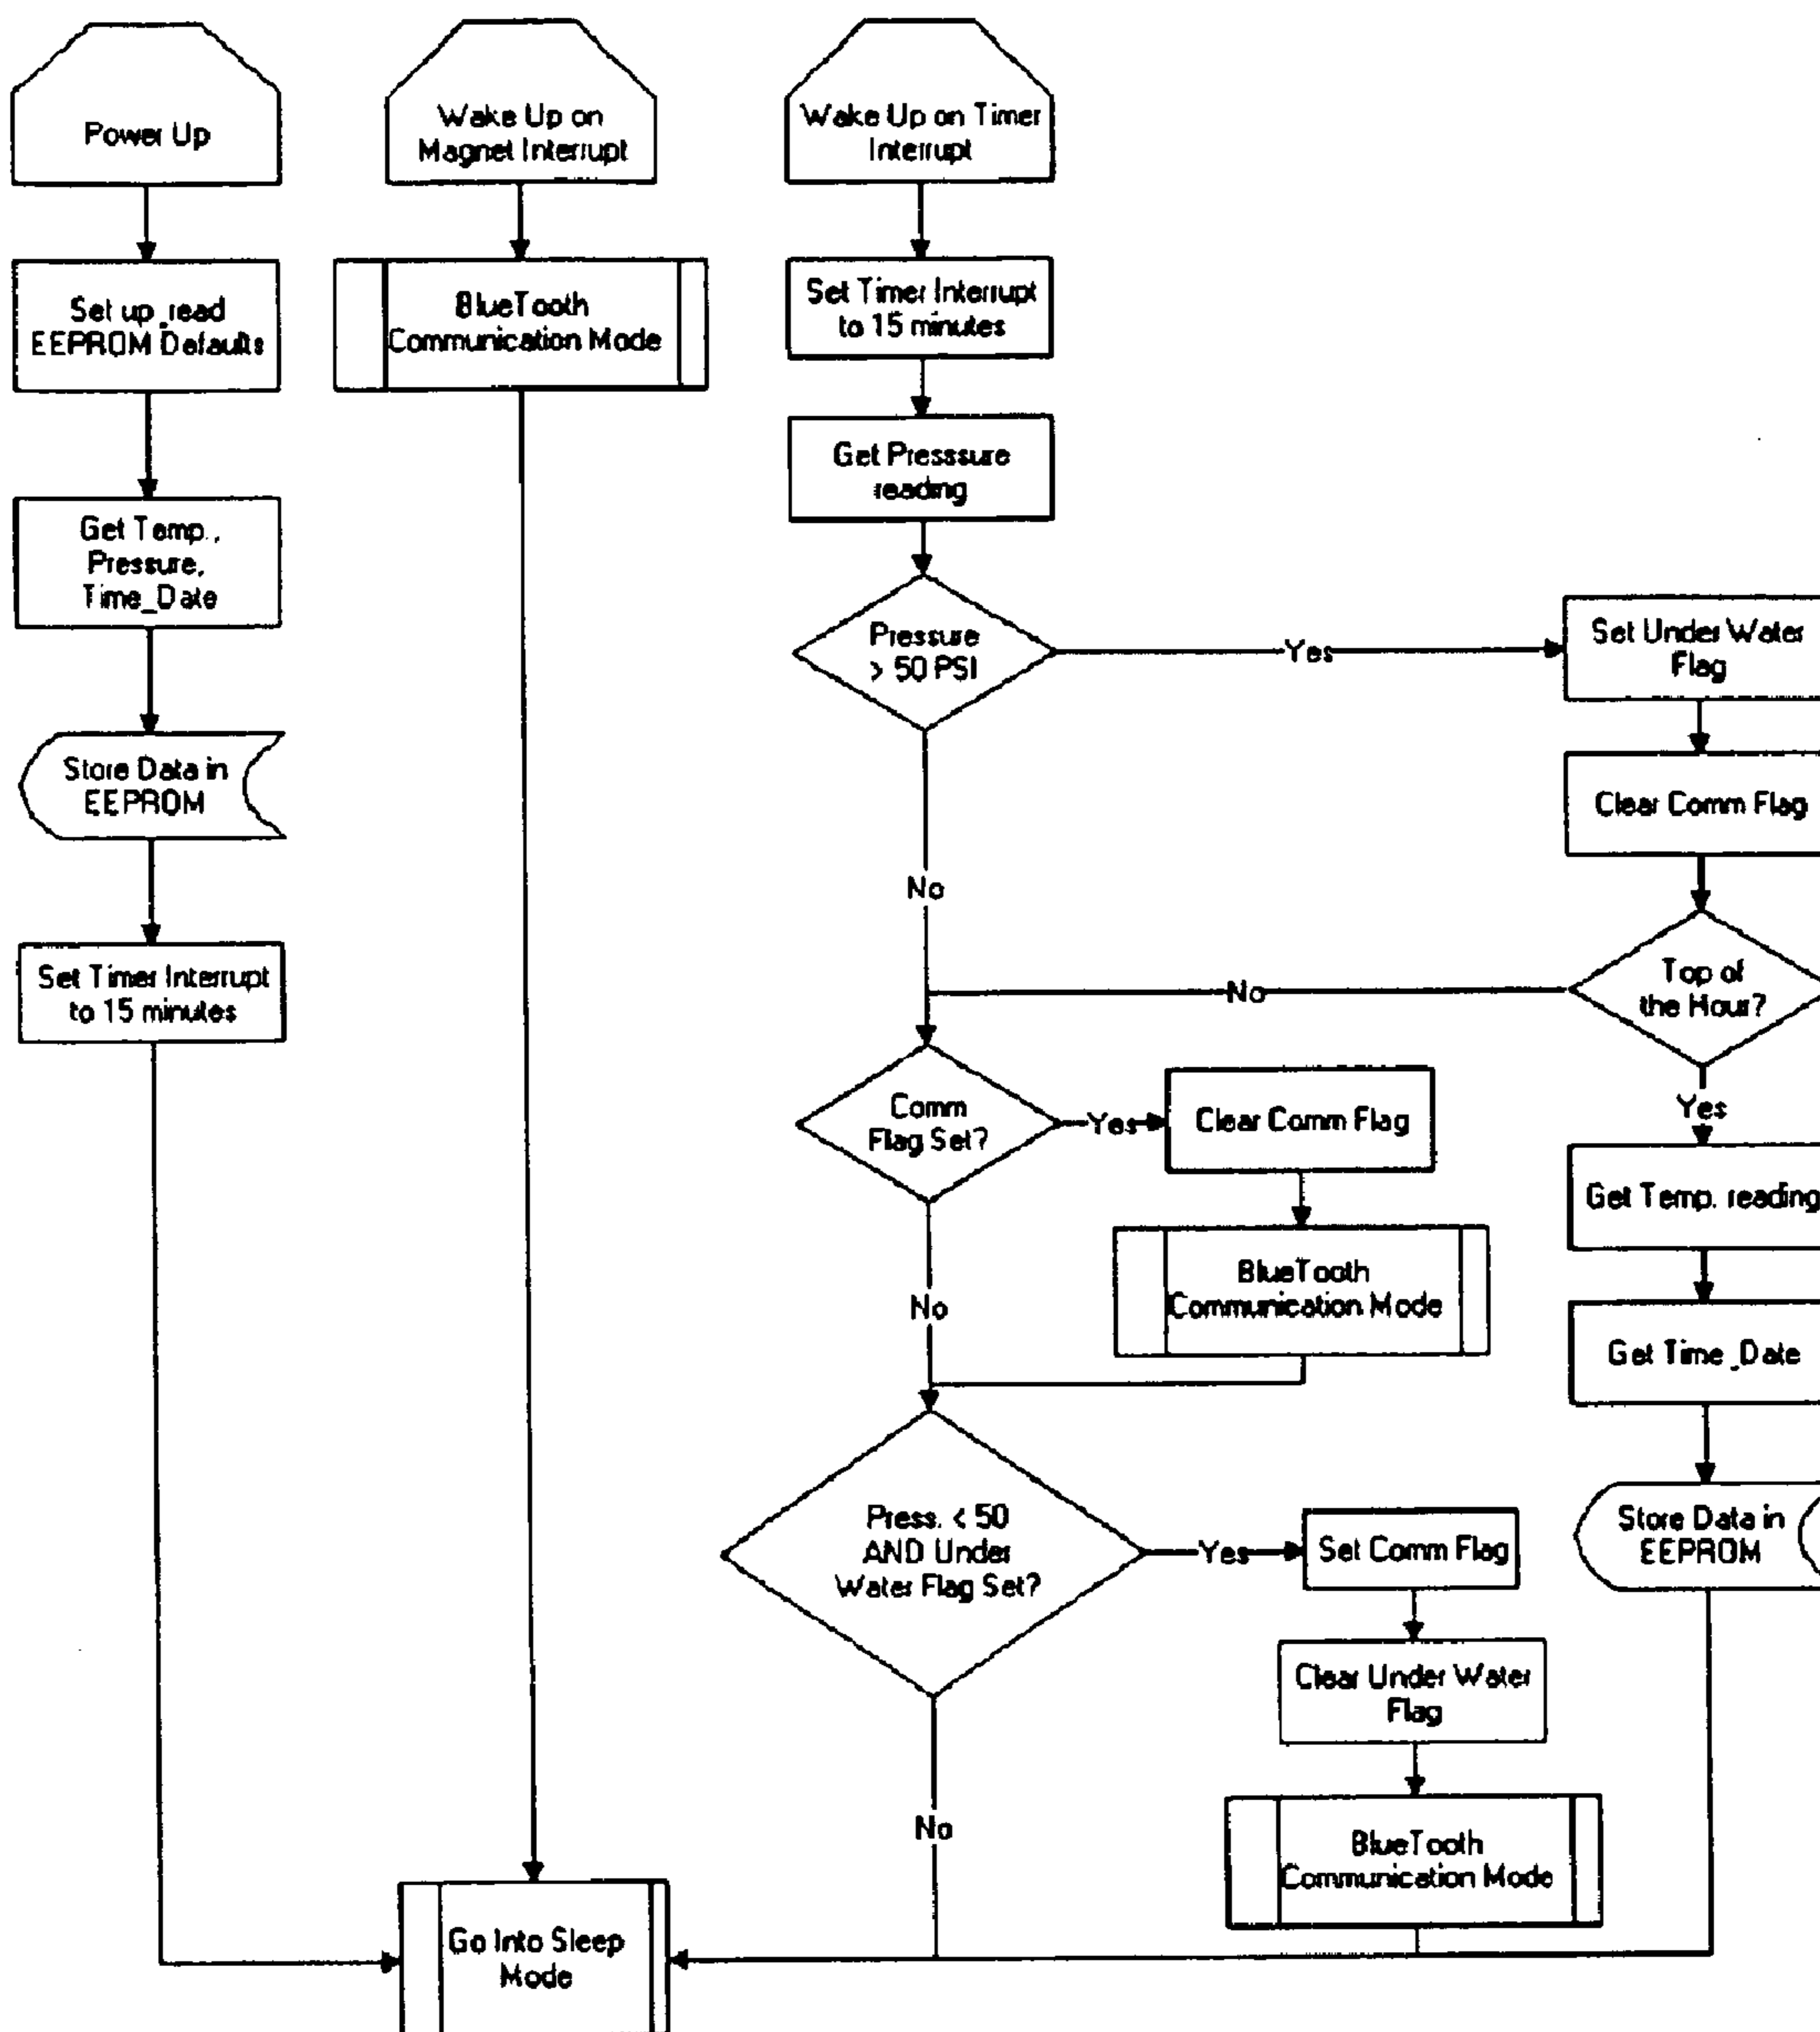 Power Up
Set up_read
EEPROM Defaults
Get Temp.,
Pressure,
Time_Date
Store Data in
EEPROM
Set Timer Interrupt
to 15 minutes
Wake Up on
Magnet Interrupt
BlueTooth
Communication Mode
Wake Up on Timer
Interrupt
Set Timer Interrupt
to 15 minutes
Get Presssure
reading
Pressure
> 50 PSI
Yes
No
Set Under Water
Flag
Clear Comm Flag
Top of
the Hour?
No
Yes
Get Temp. reading
Get Time_Date
Store Data in
EEPROM
Comm
Flag Set?
Yes
Clear Comm Flag
BlueTooth
Communication Mode
No
Press. < 50
AND Under
Water Flag Set?
Yes
Set Comm Flag
Clear Under Water
Flag
BlueTooth
Communication Mode
No
Go Into Sleep
Mode